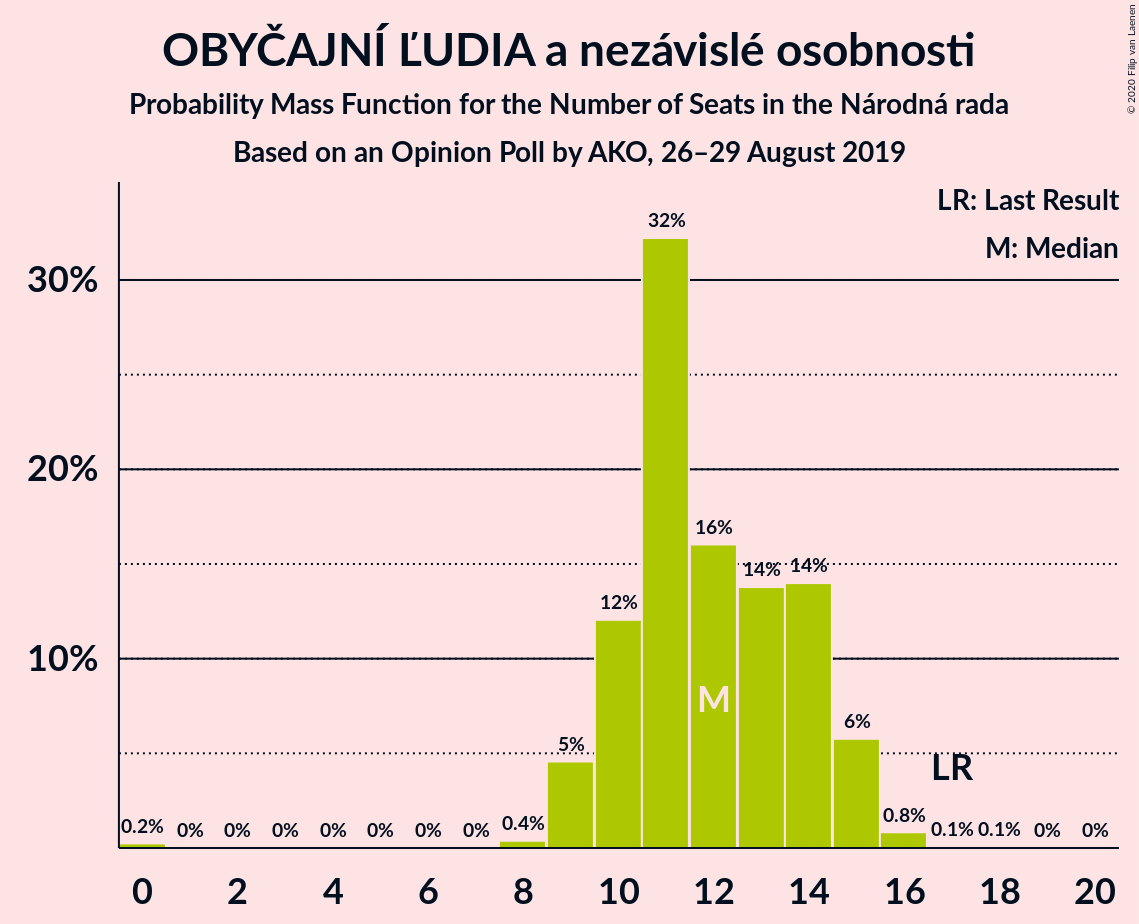 OBYČAJNÍ ĽUDIA a nezávislé osobnosti
Probability Mass Function for the Number of Seats in the Národná rada
Based on an Opinion Poll by AKO, 26–29 August 2019
© 2020 Filip van Laenen
LR: Last Result
M: Median
32%
30%
20%
16%
14% 14%
12%
10%
M
6%
5%
LR
0.2% 0% 0% 0% 0% 0% 0% 0% 0.4% 0.8% 0.1% 0.1% 0% 0%
0 2 4 6 8 10 12 14 16 18 20